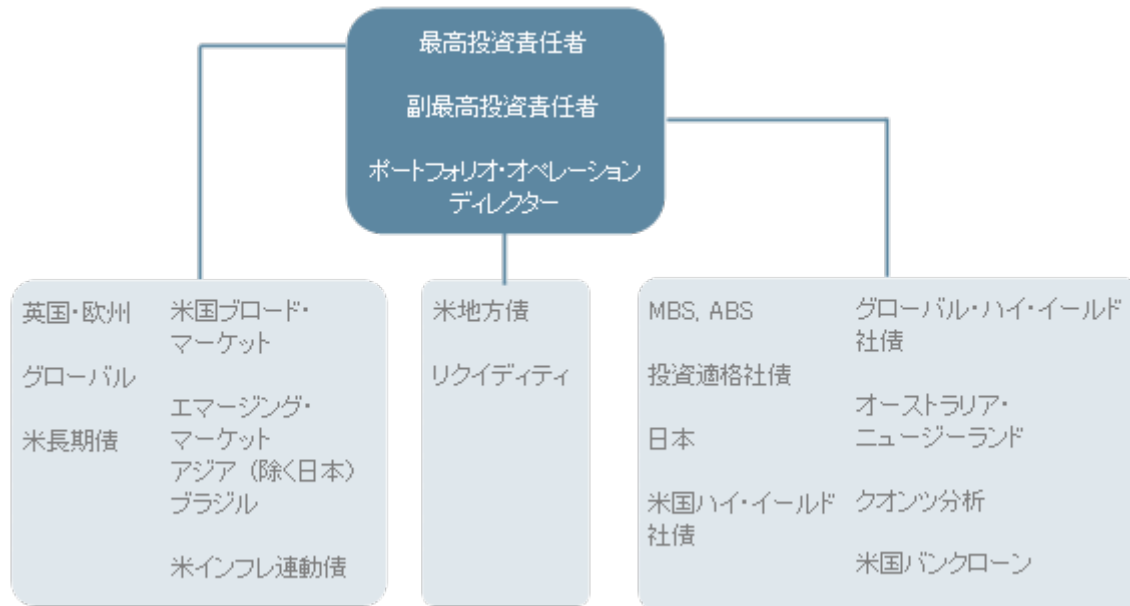 最高投資責任者
副最高投資責任者
ポートフォリオ・オペレーション
ディレクター
英国・欧州
グローバル
米長期債
米国ブロード・
マーケット
エマージング・
マーケット
アジア（除く日本）
ブラジル
米インフレ連動債
米地方債
リクイディティ
MBS, ABS
投資適格社債
日本
米国ハイ・イールド
社債
グローバル・ハイ・イールド
社債
オーストラリア・
ニュージーランド
クオンツ分析
米国バンクローン